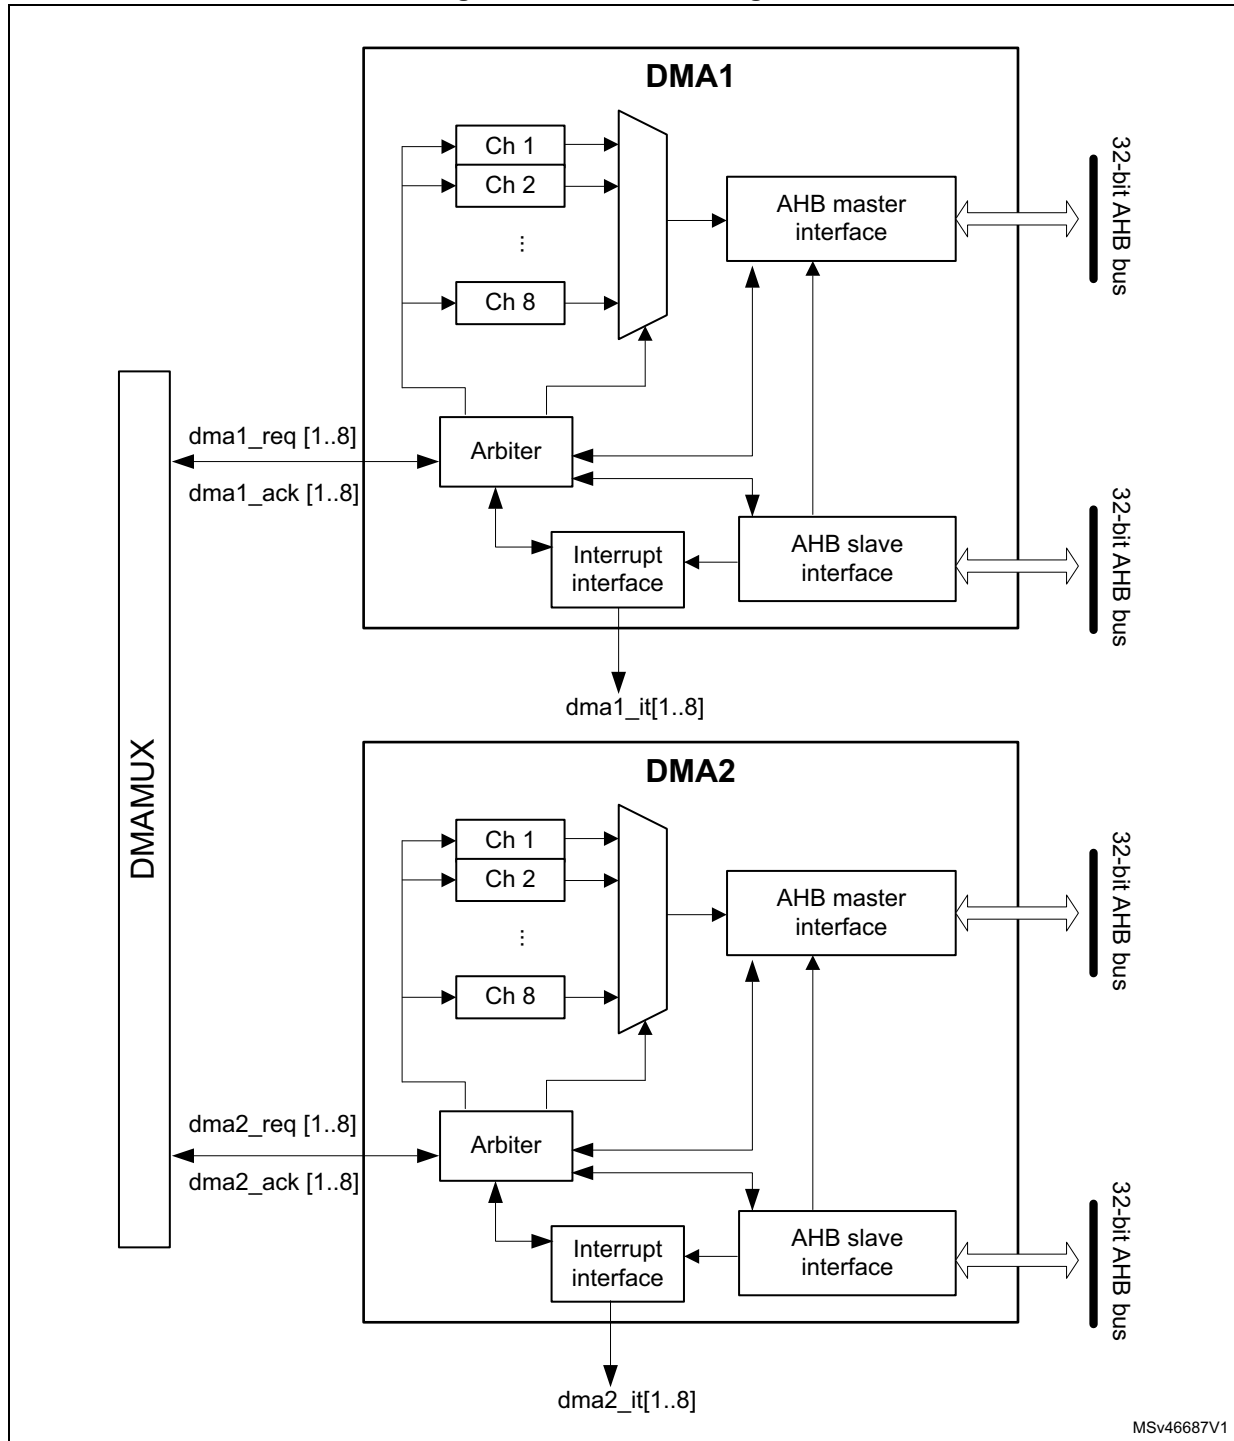 DMA1
Ch 1
Ch 2
...
Ch 8
AHB master
interface
32-bit AHB bus
dma1_req [1..8]
dma1_ack [1..8]
Arbiter
Interrupt
interface
AHB slave
interface
32-bit AHB bus
dma1_it[1..8]
DMAMUX
DMA2
Ch 1
Ch 2
...
Ch 8
AHB master
interface
32-bit AHB bus
dma2_req [1..8]
dma2_ack [1..8]
Arbiter
Interrupt
interface
AHB slave
interface
32-bit AHB bus
dma2_it[1..8]
MSv46687V1